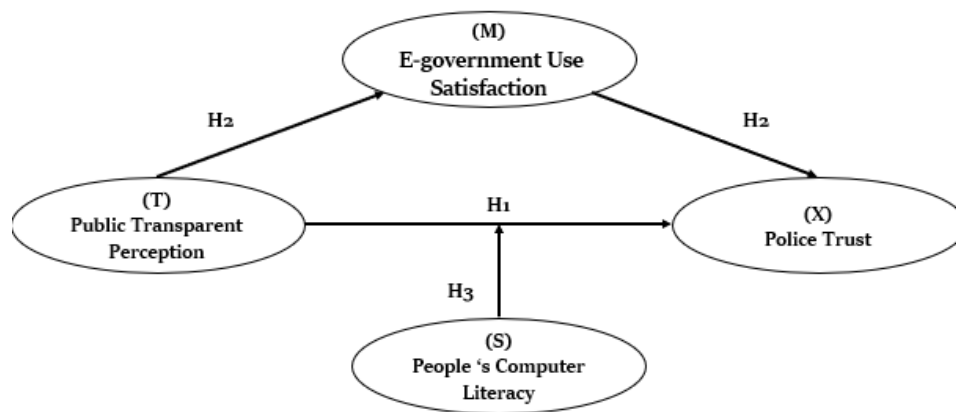 (M)
E-government Use
Satisfaction
H2
H2
(T)
Public Transparent
Perception
H1
(X)
Police Trust
H3
(S)
People ‘s Computer
Literacy